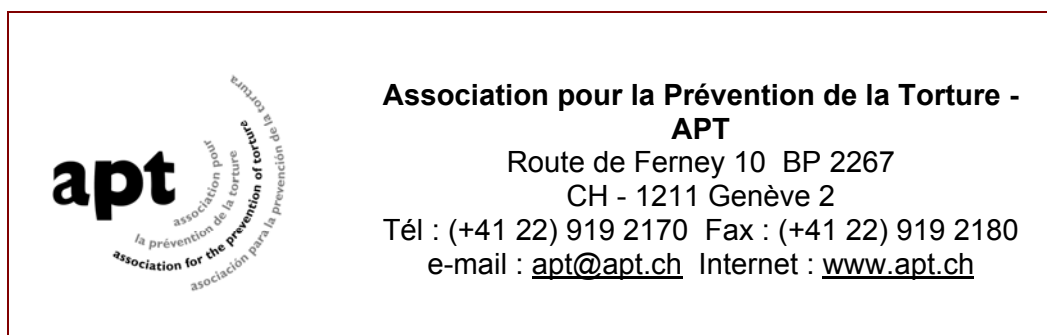 apt
association pour
la prévention de la torture
association for the prevention of torture
asociación para la prevención de la tortura
Association pour la Prévention de la Torture -
APT
Route de Ferney 10 BP 2267
CH - 1211 Genève 2
Tél : (+41 22) 919 2170 Fax : (+41 22) 919 2180
e-mail : apt@apt.ch Internet : www.apt.ch